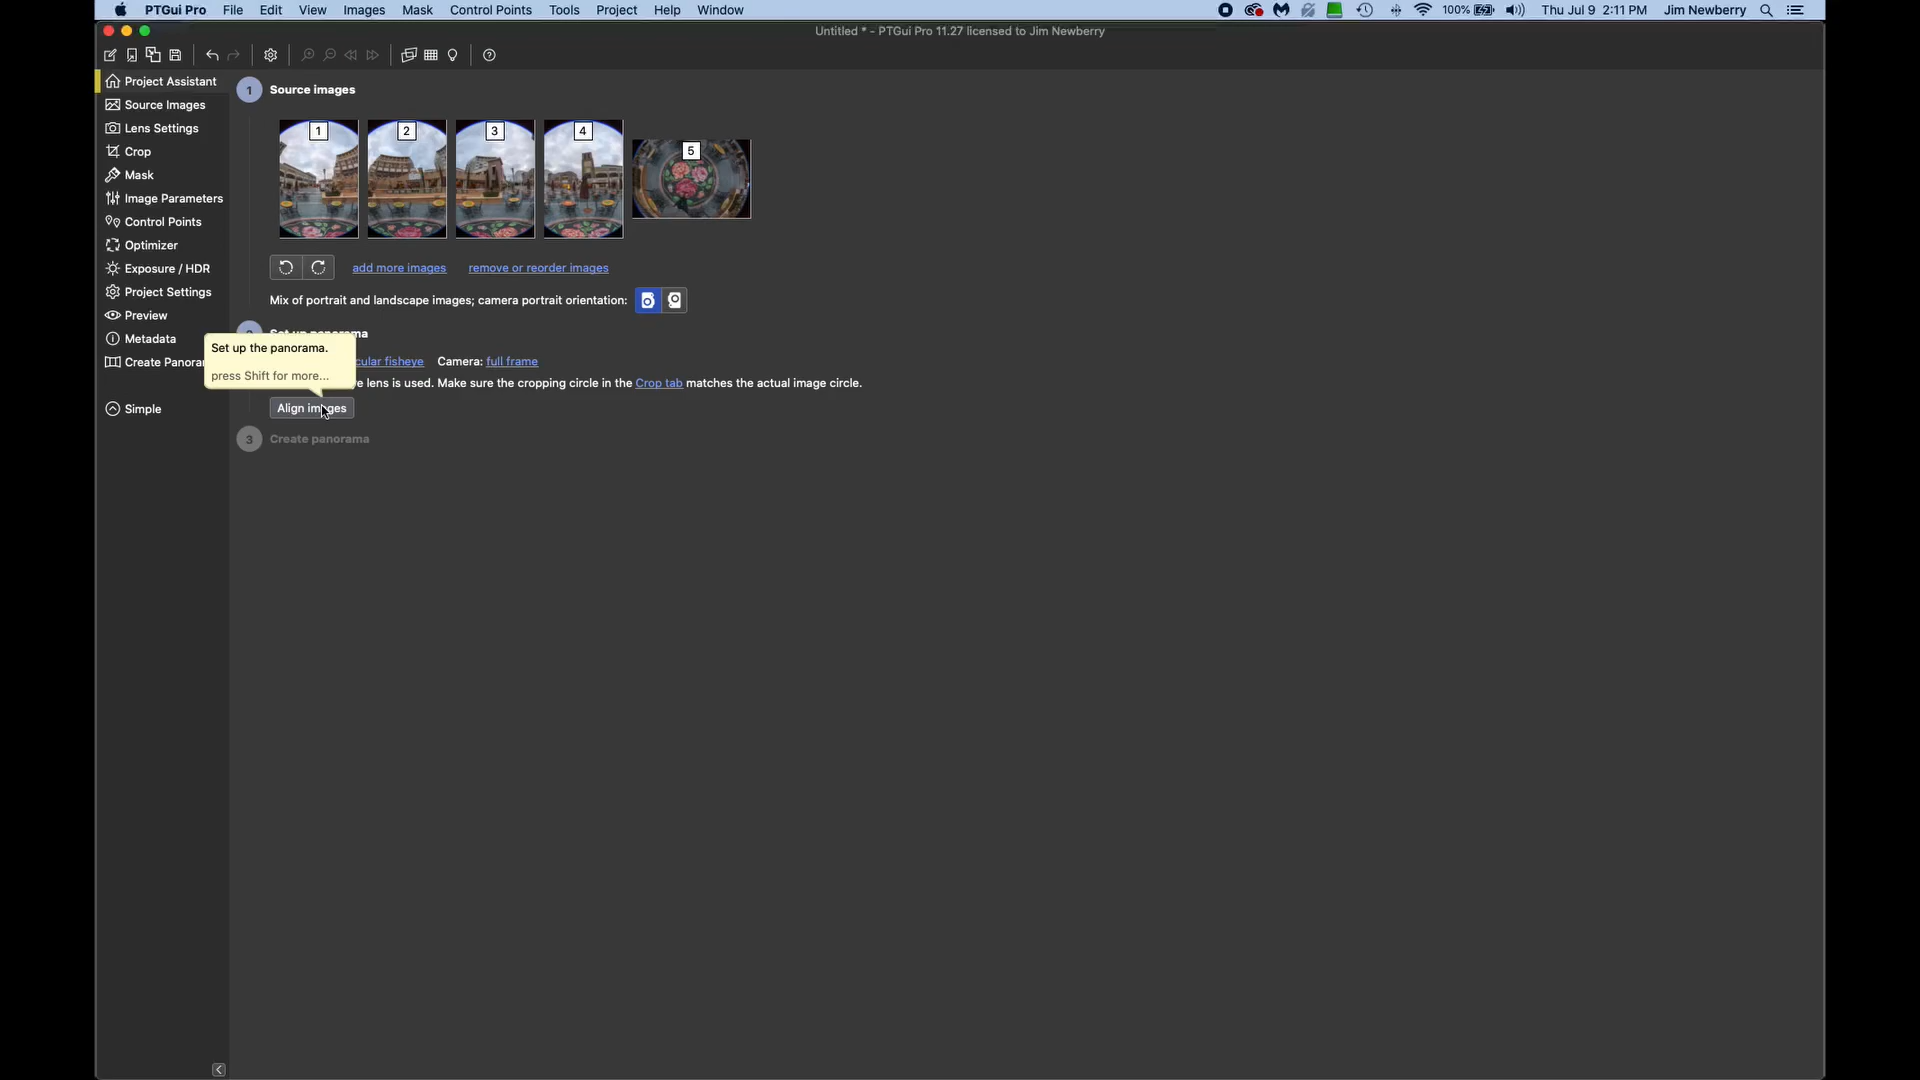 PTGui Pro File Edit View Images Mask Control Points Tools Project Help Window 100% Thu Jul 9 2:11 PM Jim Newberry
Untitled * - PTGui Pro 11.27 licensed to Jim Newberry
Project Assistant
Source Images
Lens Settings
Crop
Mask
Image Parameters
Control Points
Optimizer
Exposure / HDR
Project Settings
Preview
Metadata
Create Panorar
Simple
1 Source images
1 2 3 4 5
add more images remove or reorder images
Mix of portrait and landscape images; camera portrait orientation:
Set up the panorama.
press Shift for more...
cular fisheye Camera: full frame
e lens is used. Make sure the cropping circle in the Crop tab matches the actual image circle.
Align images
3 Create panorama